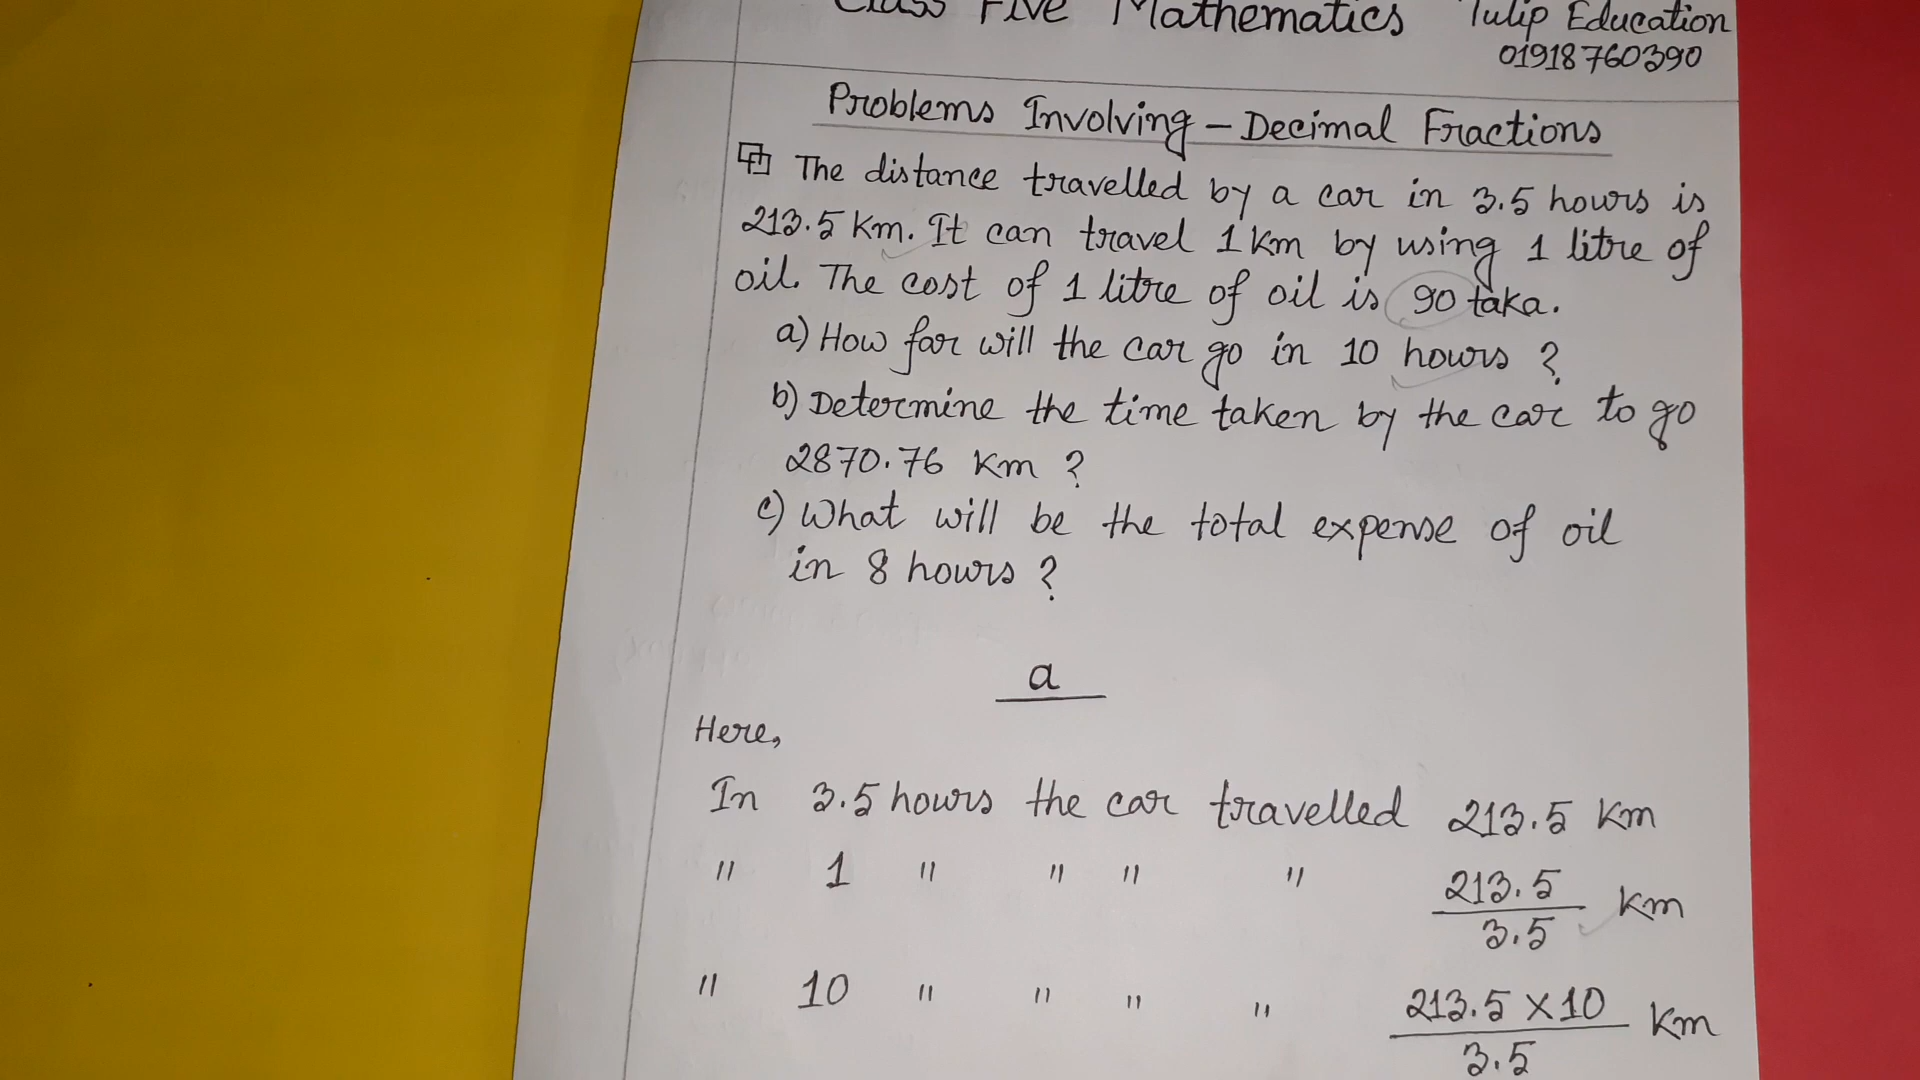 Class Five Mathematics Tulip Education
01918760390
Problems Involving - Decimal Fractions
The distance travelled by a car in 3.5 hours is
213.5 km. It can travel 1 km by using 1 litre of
oil. The cost of 1 litre of oil is 90 taka.
a) How far will the car go in 10 hours ?
b) Determine the time taken by the car to go
2870.76 km ?
c) What will be the total expense of oil
in 8 hours ?
a
Here,
In 3.5 hours the car travelled 213.5 km
" 1 " " " " 213.5/3.5 km
" 10 " " " " 213.5 × 10/3.5 km